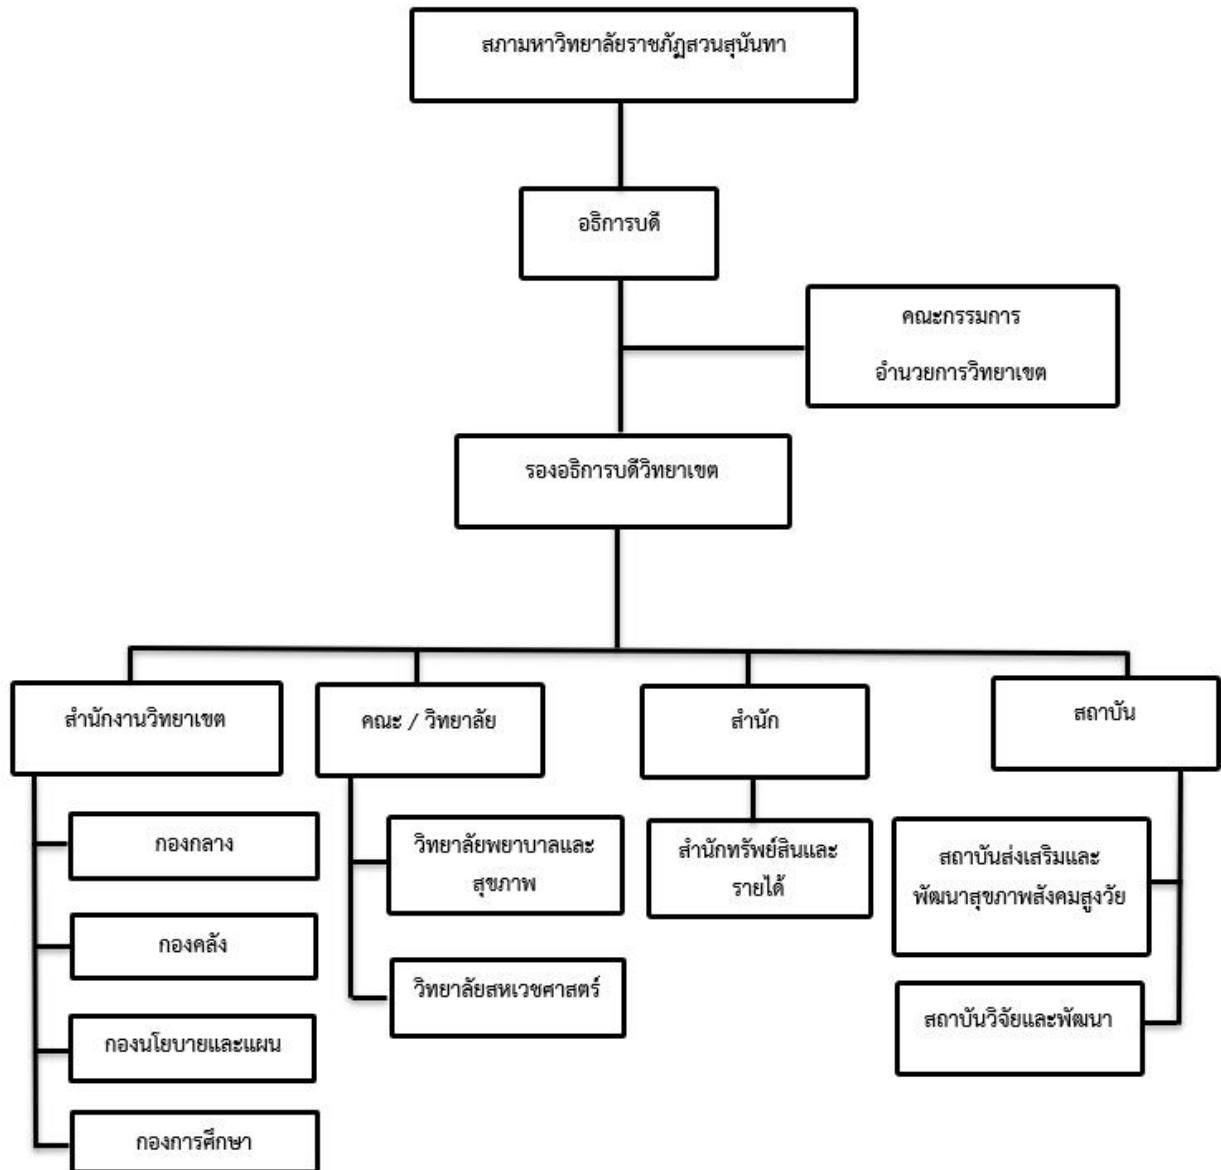 สภามหาวิทยาลัยราชภัฏสวนสุนันทา
อธิการบดี
คณะกรรมการ
อำนวยการวิทยาเขต
รองอธิการบดีวิทยาเขต
สำนักงานวิทยาเขต
คณะ / วิทยาลัย
สำนัก
สถาบัน
กองกลาง
กองคลัง
กองนโยบายและแผน
กองการศึกษา
วิทยาลัยพยาบาลและ
สุขภาพ
วิทยาลัยสหเวชศาสตร์
สำนักทรัพย์สินและ
รายได้
สถาบันส่งเสริมและ
พัฒนาสุขภาพสังคมสูงวัย
สถาบันวิจัยและพัฒนา